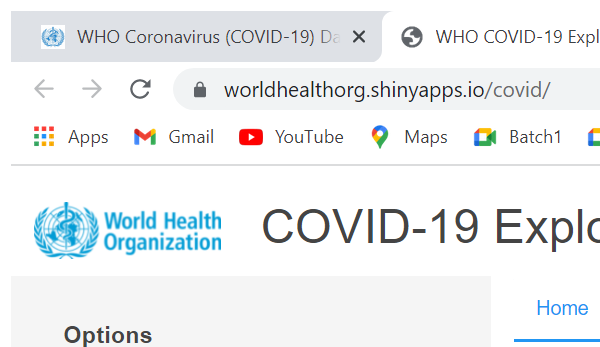 WHO Coronavirus (COVID-19) Da WHO COVID-19 Expl
worldhealthorg.shinyapps.io/covid/
Apps Gmail YouTube Maps Batch1
World Health
Organization
COVID-19 Explo
Home
Options